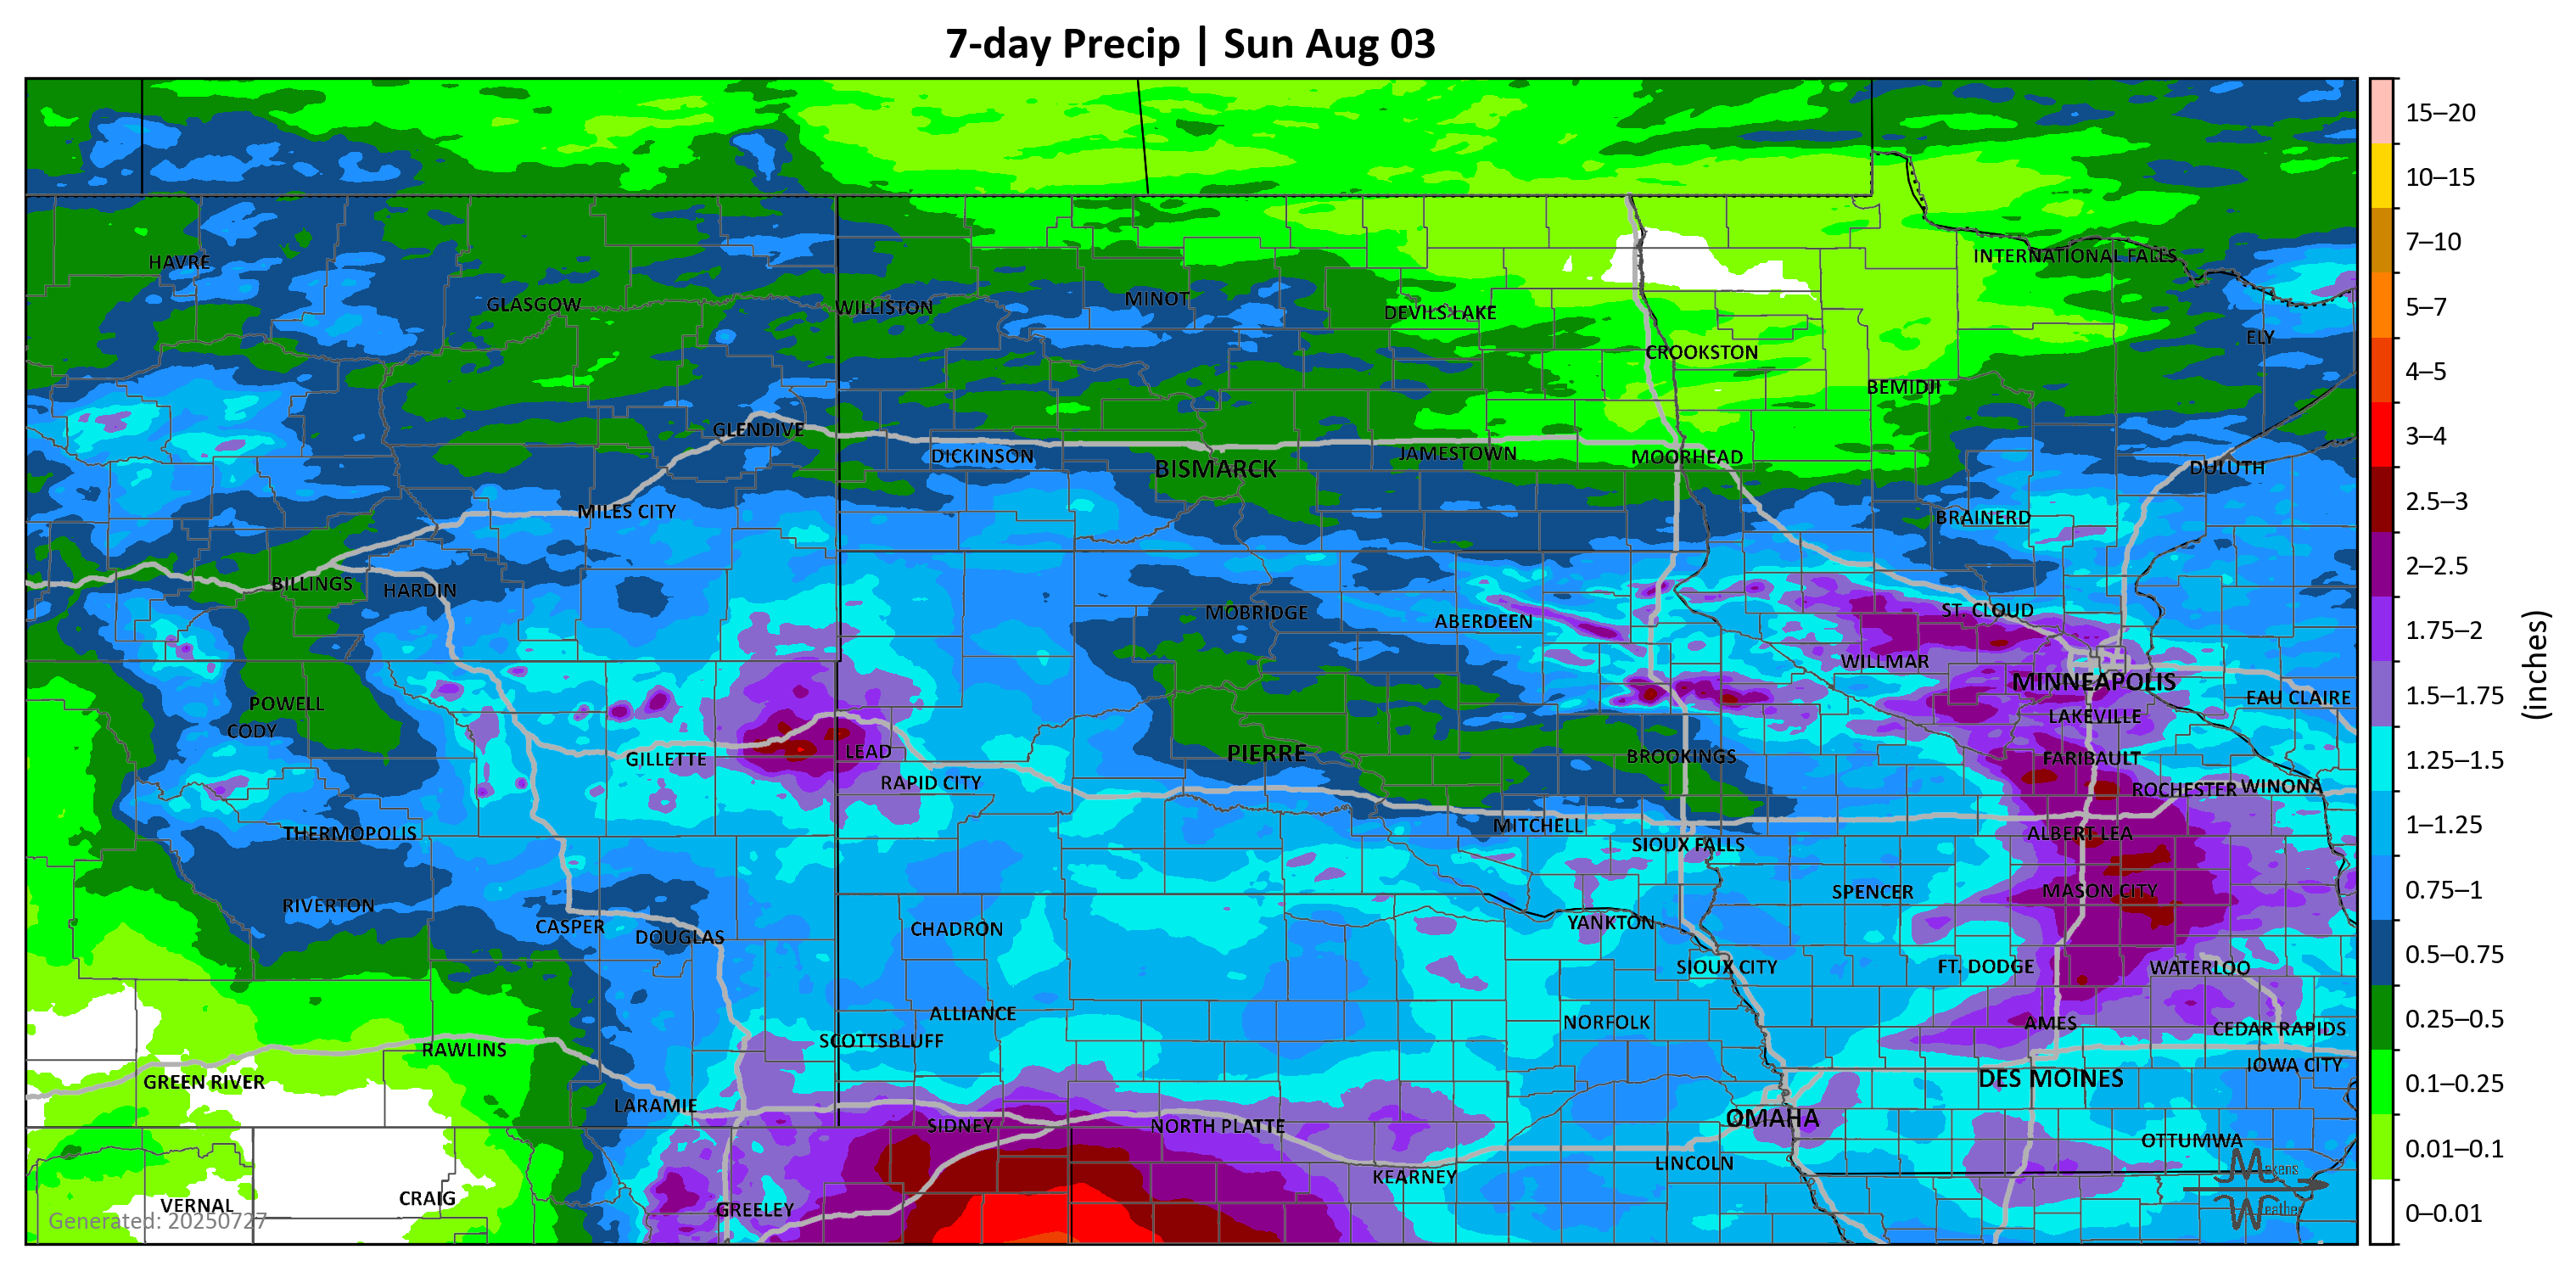 7-day Precip | Sun Aug 03
15–20
10–15
HAVRE
INTERNATIONAL FALLS
7–10
GLASGOW
WILLISTON
MINOT
DEVILS LAKE
5–7
ELY
CROOKSTON
BEMIDJI
4–5
GLENDIVE
DICKINSON
BISMARCK
JAMESTOWN
MOORHEAD
DULUTH
3–4
MILES CITY
BRAINERD
2.5–3
BILLINGS
HARDIN
2–2.5
MOBRIDGE
ABERDEEN
ST. CLOUD
1.75–2
WILLMAR
MINNEAPOLIS
(inches)
POWELL
EAU CLAIRE
1.5–1.75
CODY
LAKEVILLE
GILLETTE
LEAD
PIERRE
BROOKINGS
FARIBAULT
1.25–1.5
RAPID CITY
ROCHESTER
WINONA
THERMOPOLIS
MITCHELL
ALBERT LEA
1–1.25
SIOUX FALLS
RIVERTON
SPENCER
MASON CITY
0.75–1
CASPER
DOUGLAS
CHADRON
YANKTON
SIOUX CITY
FT. DODGE
WATERLOO
0.5–0.75
ALLIANCE
NORFOLK
AMES
CEDAR RAPIDS
0.25–0.5
RAWLINS
SCOTTSBLUFF
IOWA CITY
GREEN RIVER
DES MOINES
0.1–0.25
LARAMIE
SIDNEY
NORTH PLATTE
OMAHA
OTTUMWA
0.01–0.1
KEARNEY
LINCOLN
Makens
Weather
VERNAL
CRAIG
GREELEY
0–0.01
Generated: 20250727